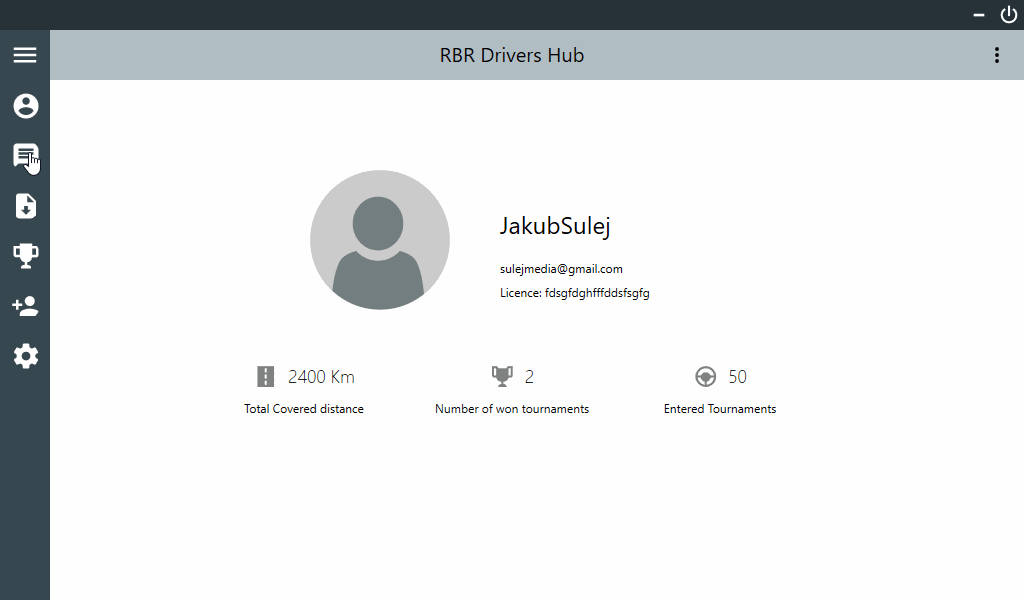 RBR Drivers Hub
JakubSulej
sulejmedia@gmail.com
Licence: fdsgfdghfffddsfsgfg
2400 Km
2
50
Total Covered distance
Number of won tournaments
Entered Tournaments